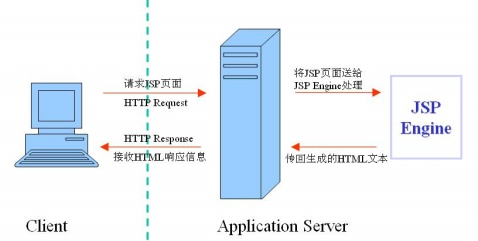 请求JSP页面
HTTP Request
HTTP Response
接收HTML响应信息
将JSP页面送给
JSP Engine处理
传回生成的HTML文本
JSP
Engine
Client
Application Server